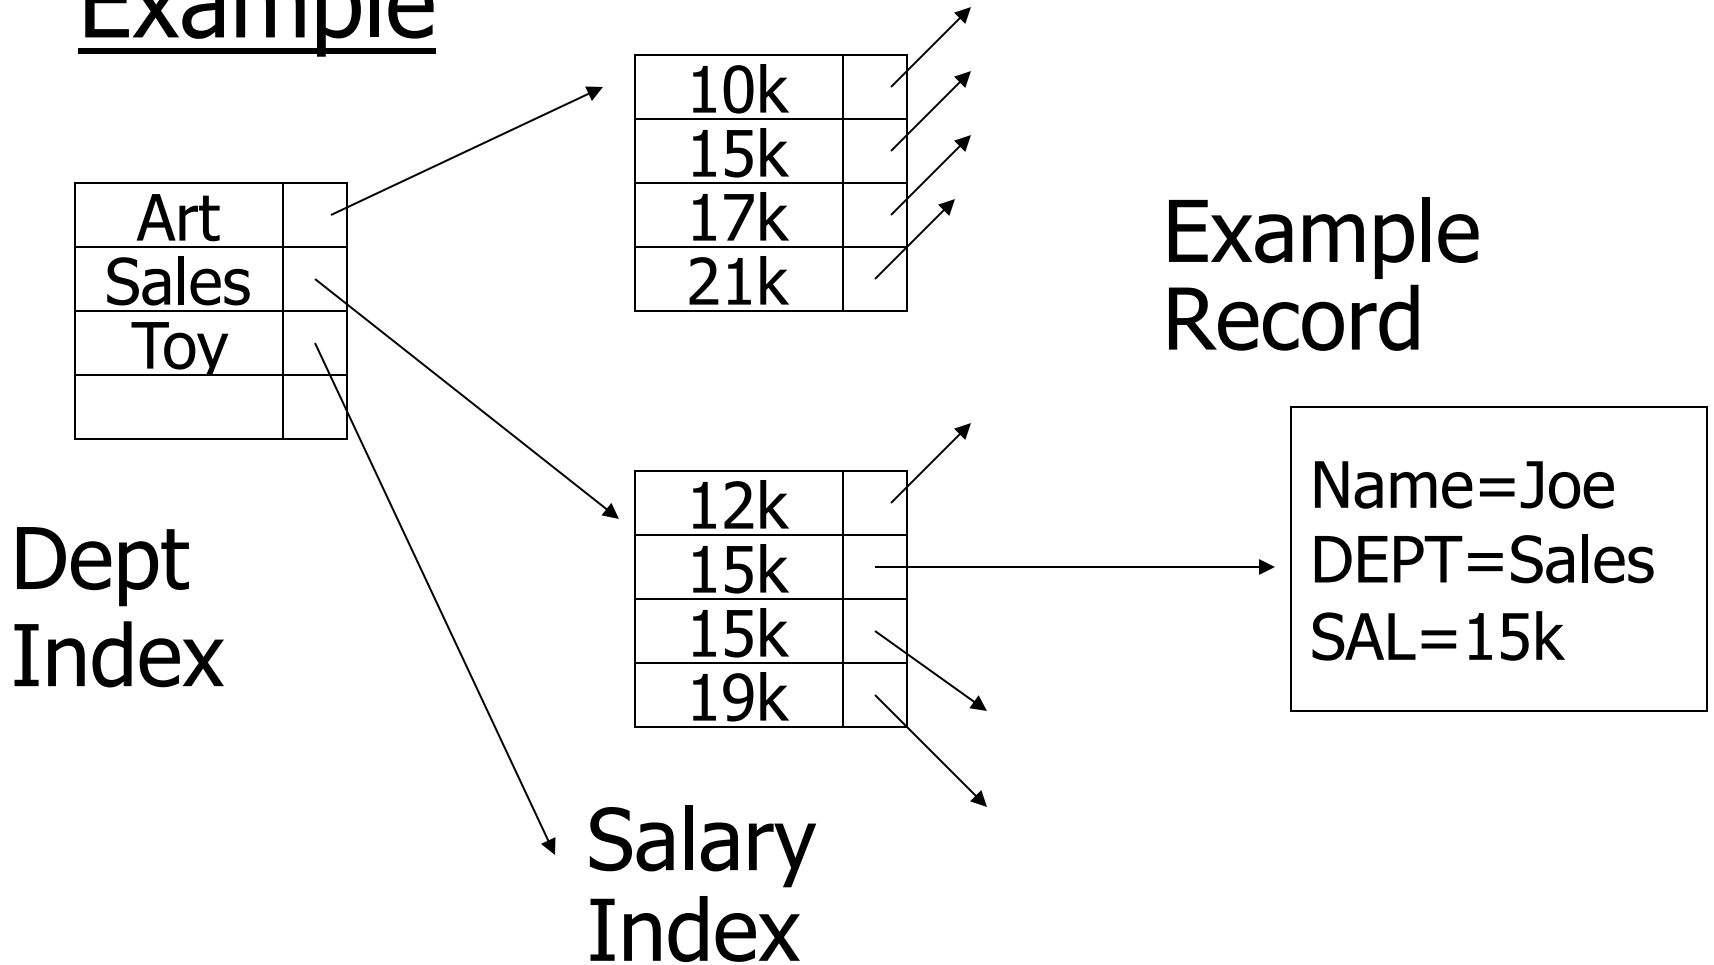 Example
10k
15k
17k
21k
Art
Sales
Toy
Example
Record
12k
15k
15k
19k
Name=Joe
DEPT=Sales
SAL=15k
Dept
Index
Salary
Index